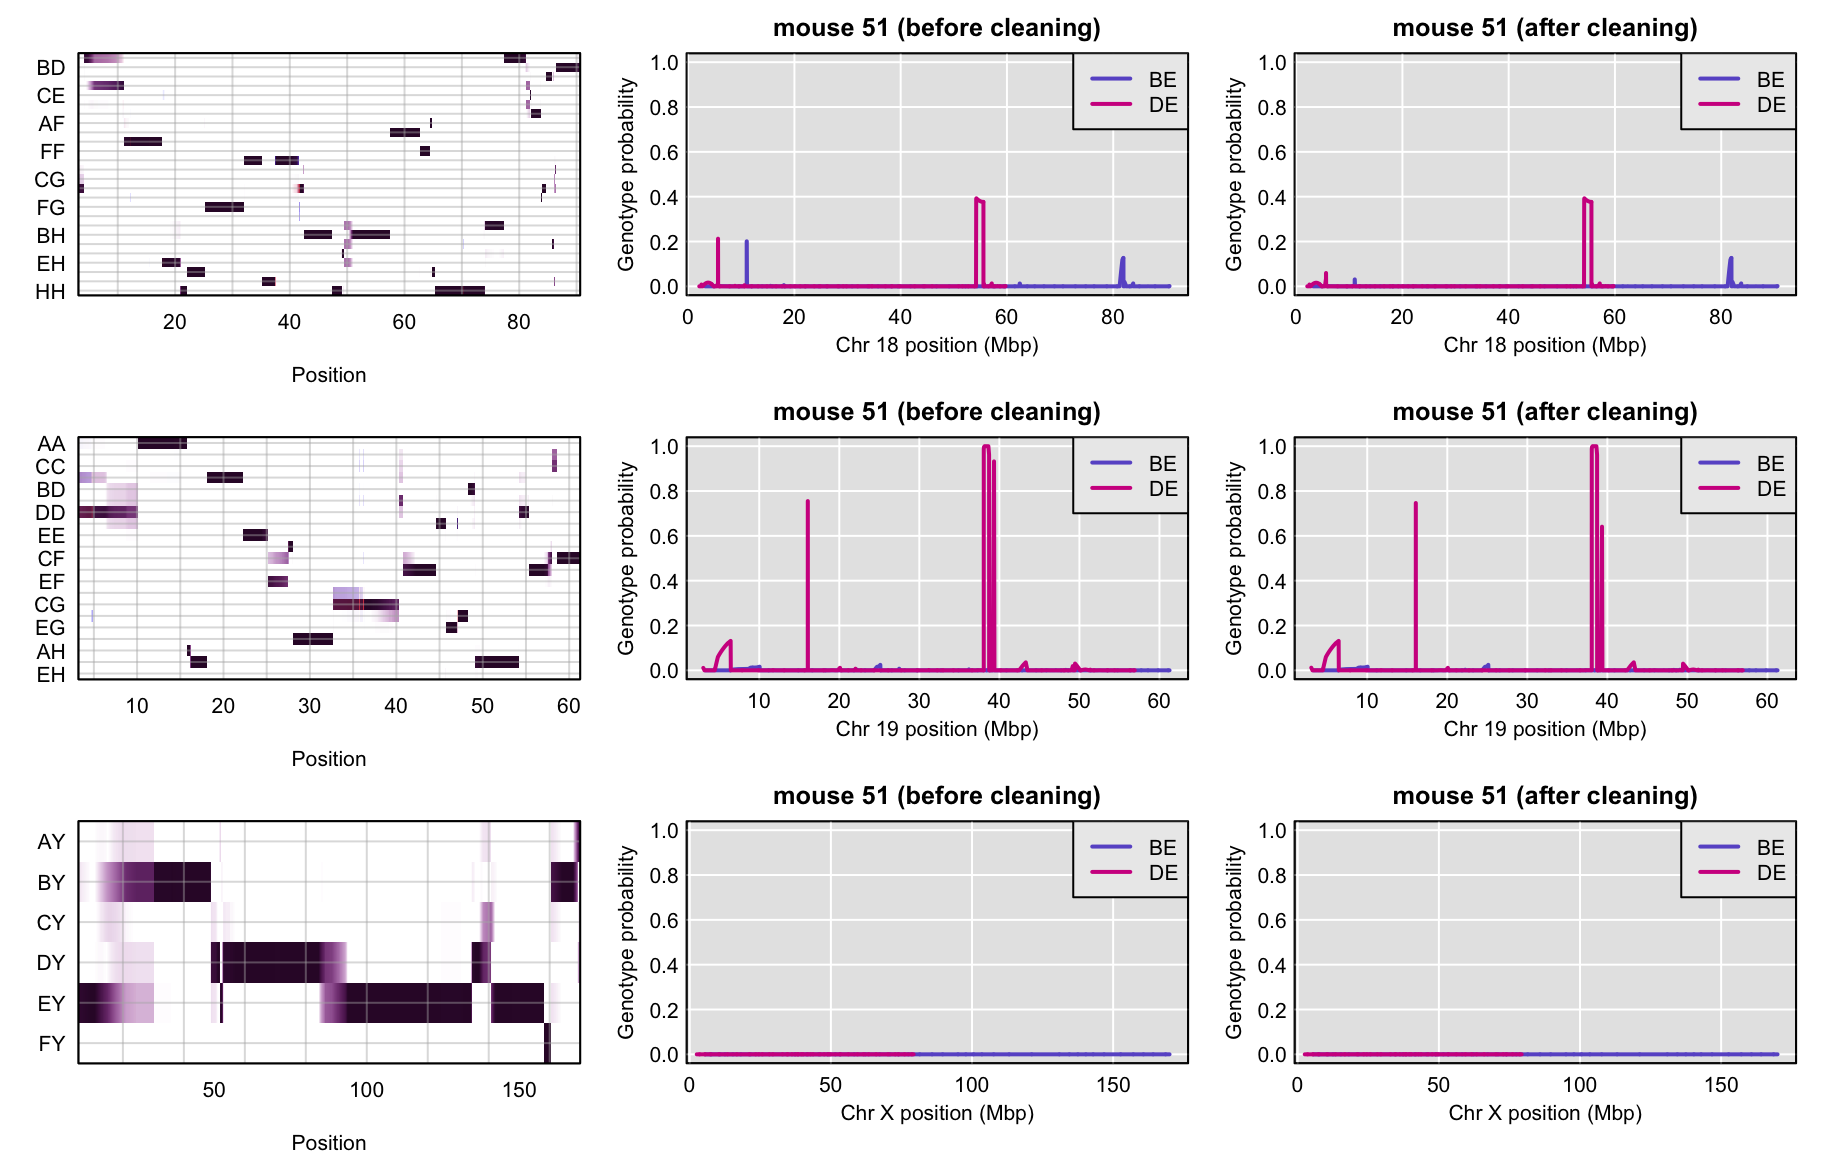 mouse 51 (before cleaning)
mouse 51 (after cleaning)
BD
CE
AF
FF
CG
FG
BH
EH
HH
20 40 60 80
Position
Genotype probability
1.0
0.8
0.6
0.4
0.2
0.0
BE
DE
0 20 40 60 80
Chr 18 position (Mbp)
Genotype probability
1.0
0.8
0.6
0.4
0.2
0.0
BE
DE
0 20 40 60 80
Chr 18 position (Mbp)
mouse 51 (before cleaning)
mouse 51 (after cleaning)
AA
CC
BD
DD
EE
CF
EF
CG
EG
AH
EH
10 20 30 40 50 60
Position
Genotype probability
1.0
0.8
0.6
0.4
0.2
0.0
BE
DE
10 20 30 40 50 60
Chr 19 position (Mbp)
Genotype probability
1.0
0.8
0.6
0.4
0.2
0.0
BE
DE
10 20 30 40 50 60
Chr 19 position (Mbp)
mouse 51 (before cleaning)
mouse 51 (after cleaning)
AY
BY
CY
DY
EY
FY
50 100 150
Position
Genotype probability
1.0
0.8
0.6
0.4
0.2
0.0
BE
DE
0 50 100 150
Chr X position (Mbp)
Genotype probability
1.0
0.8
0.6
0.4
0.2
0.0
BE
DE
0 50 100 150
Chr X position (Mbp)